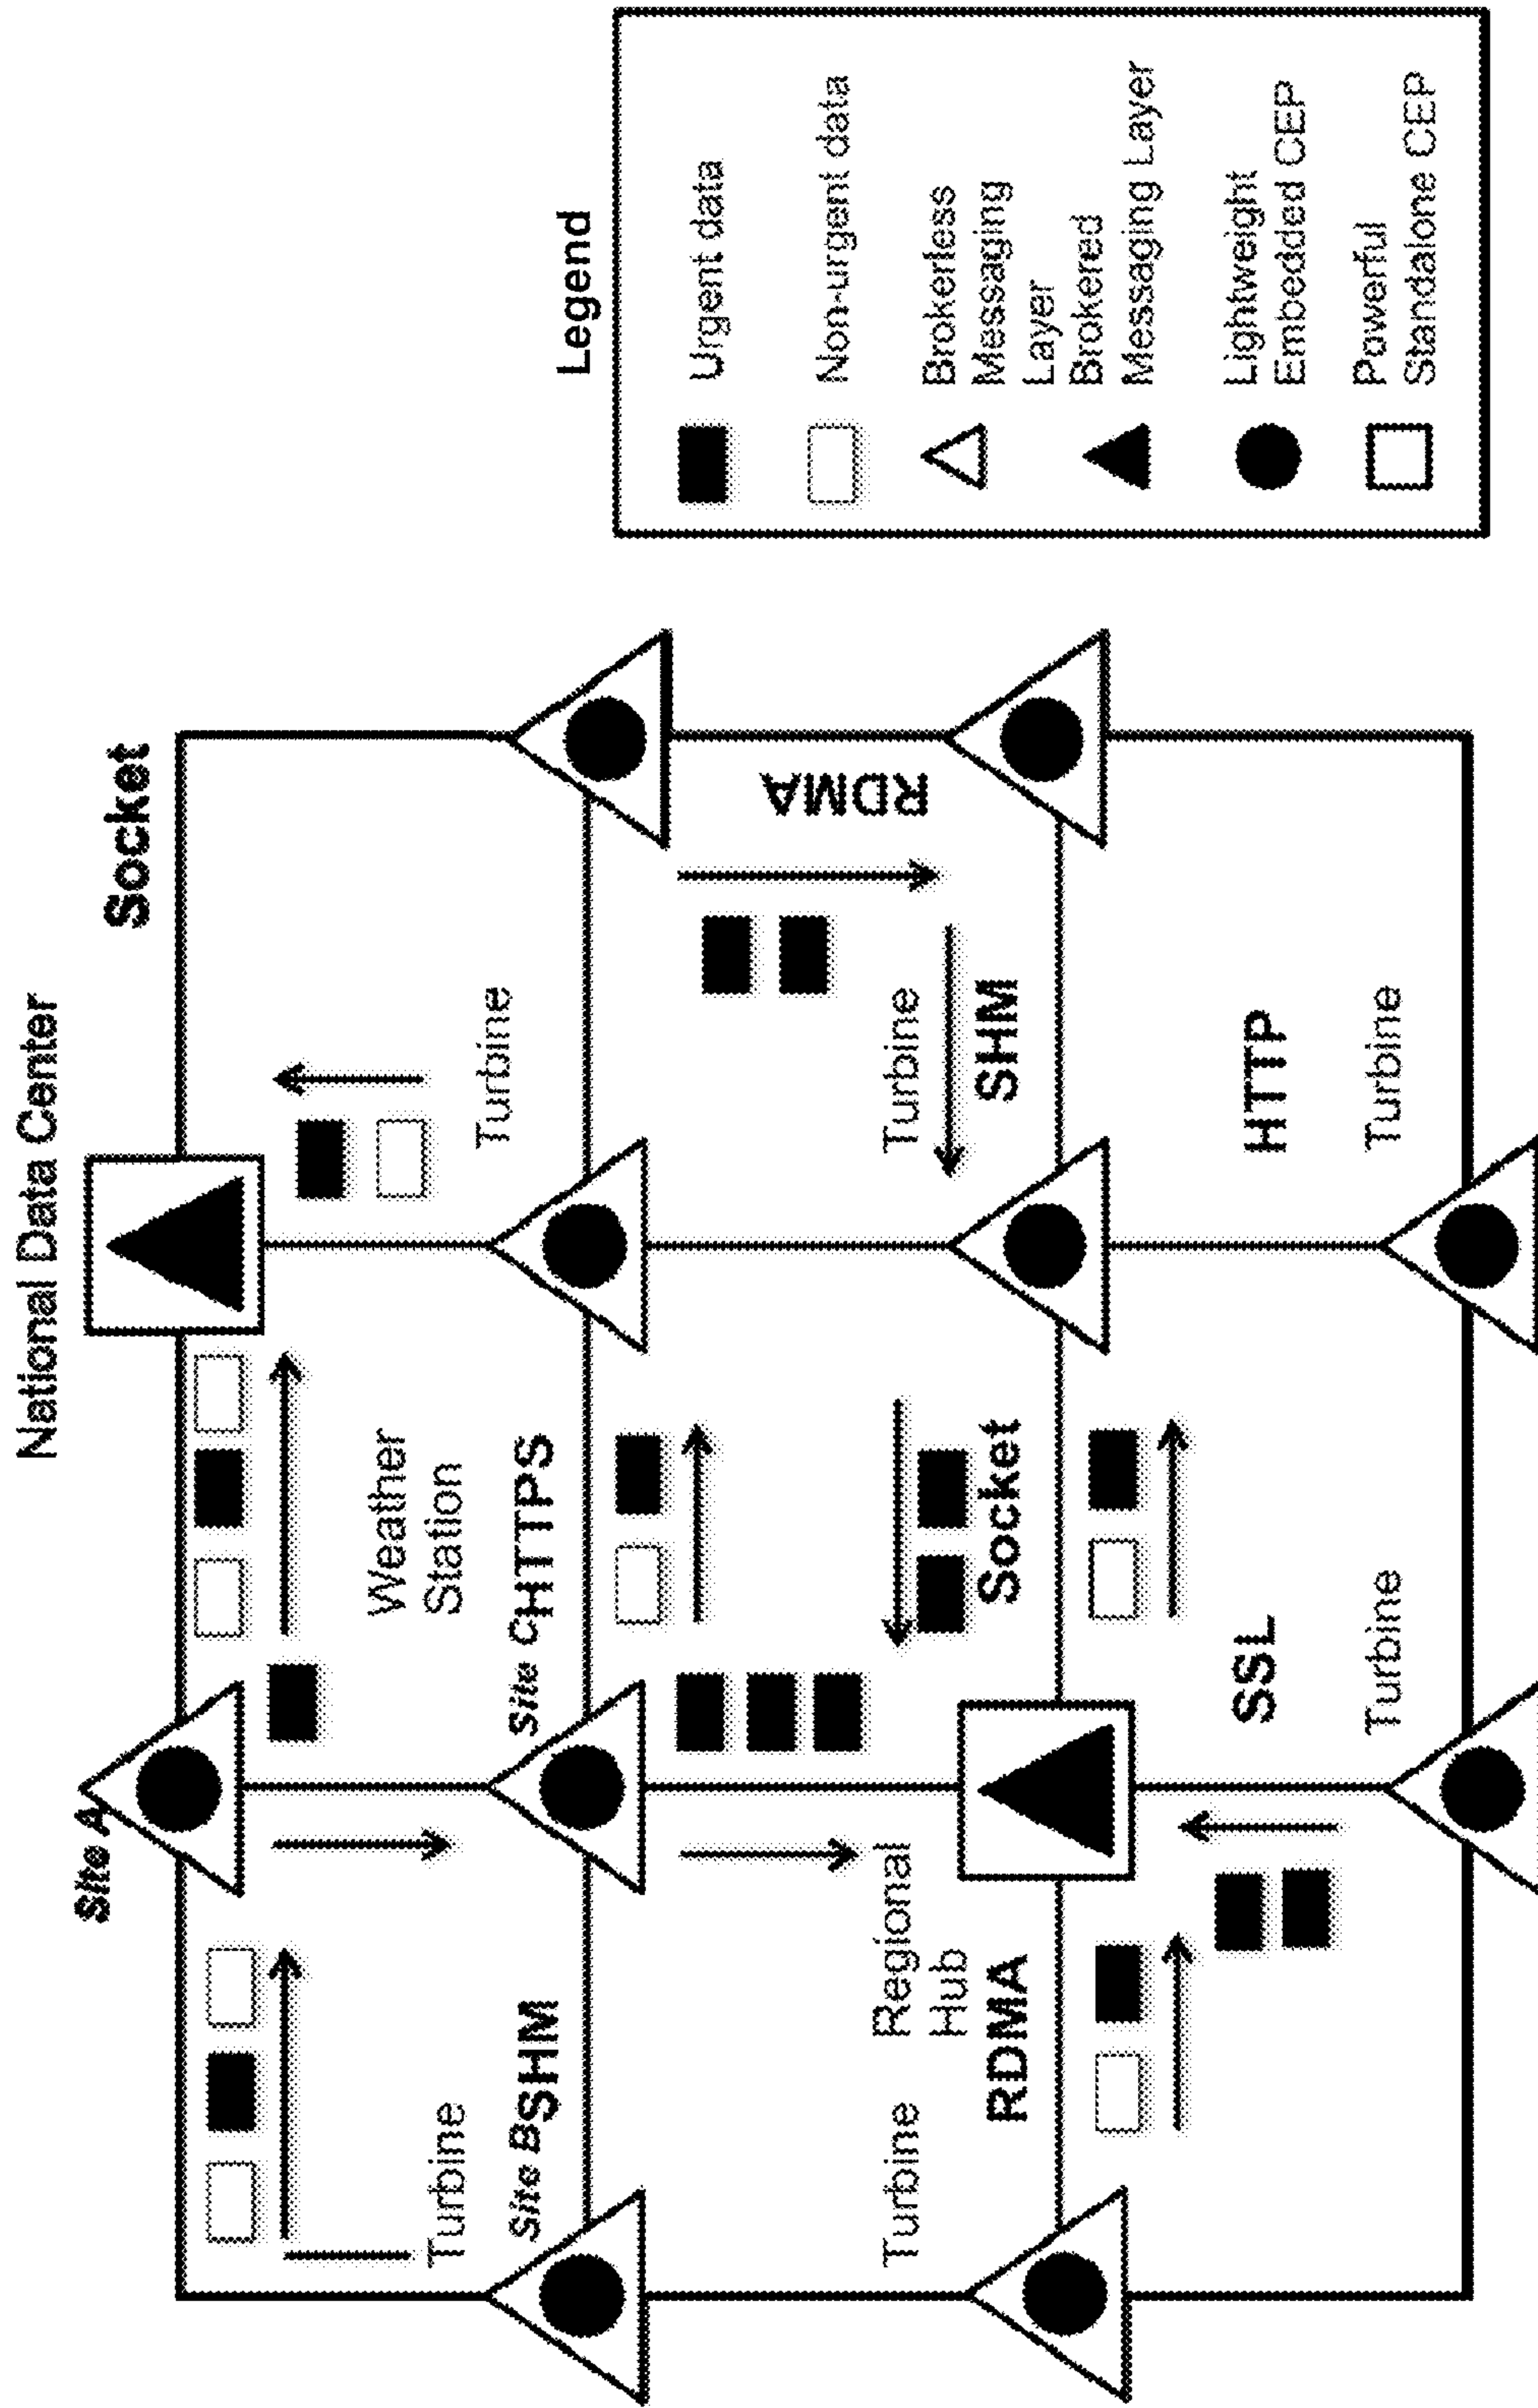 National Data Center
Site A
Socket
Weather
Station
Turbine
Turbine
Site B
SHM
Site C
HTTPS
RDMA
Turbine
Regional
Hub
Turbine
RDMA
Socket
SHM
SSL
HTTP
Turbine
Turbine
Legend
Urgent data
Non-urgent data
Brokerless
Messaging
Layer
Brokered
Messaging Layer
Lightweight
Embedded CEP
Powerful
Standalone CEP